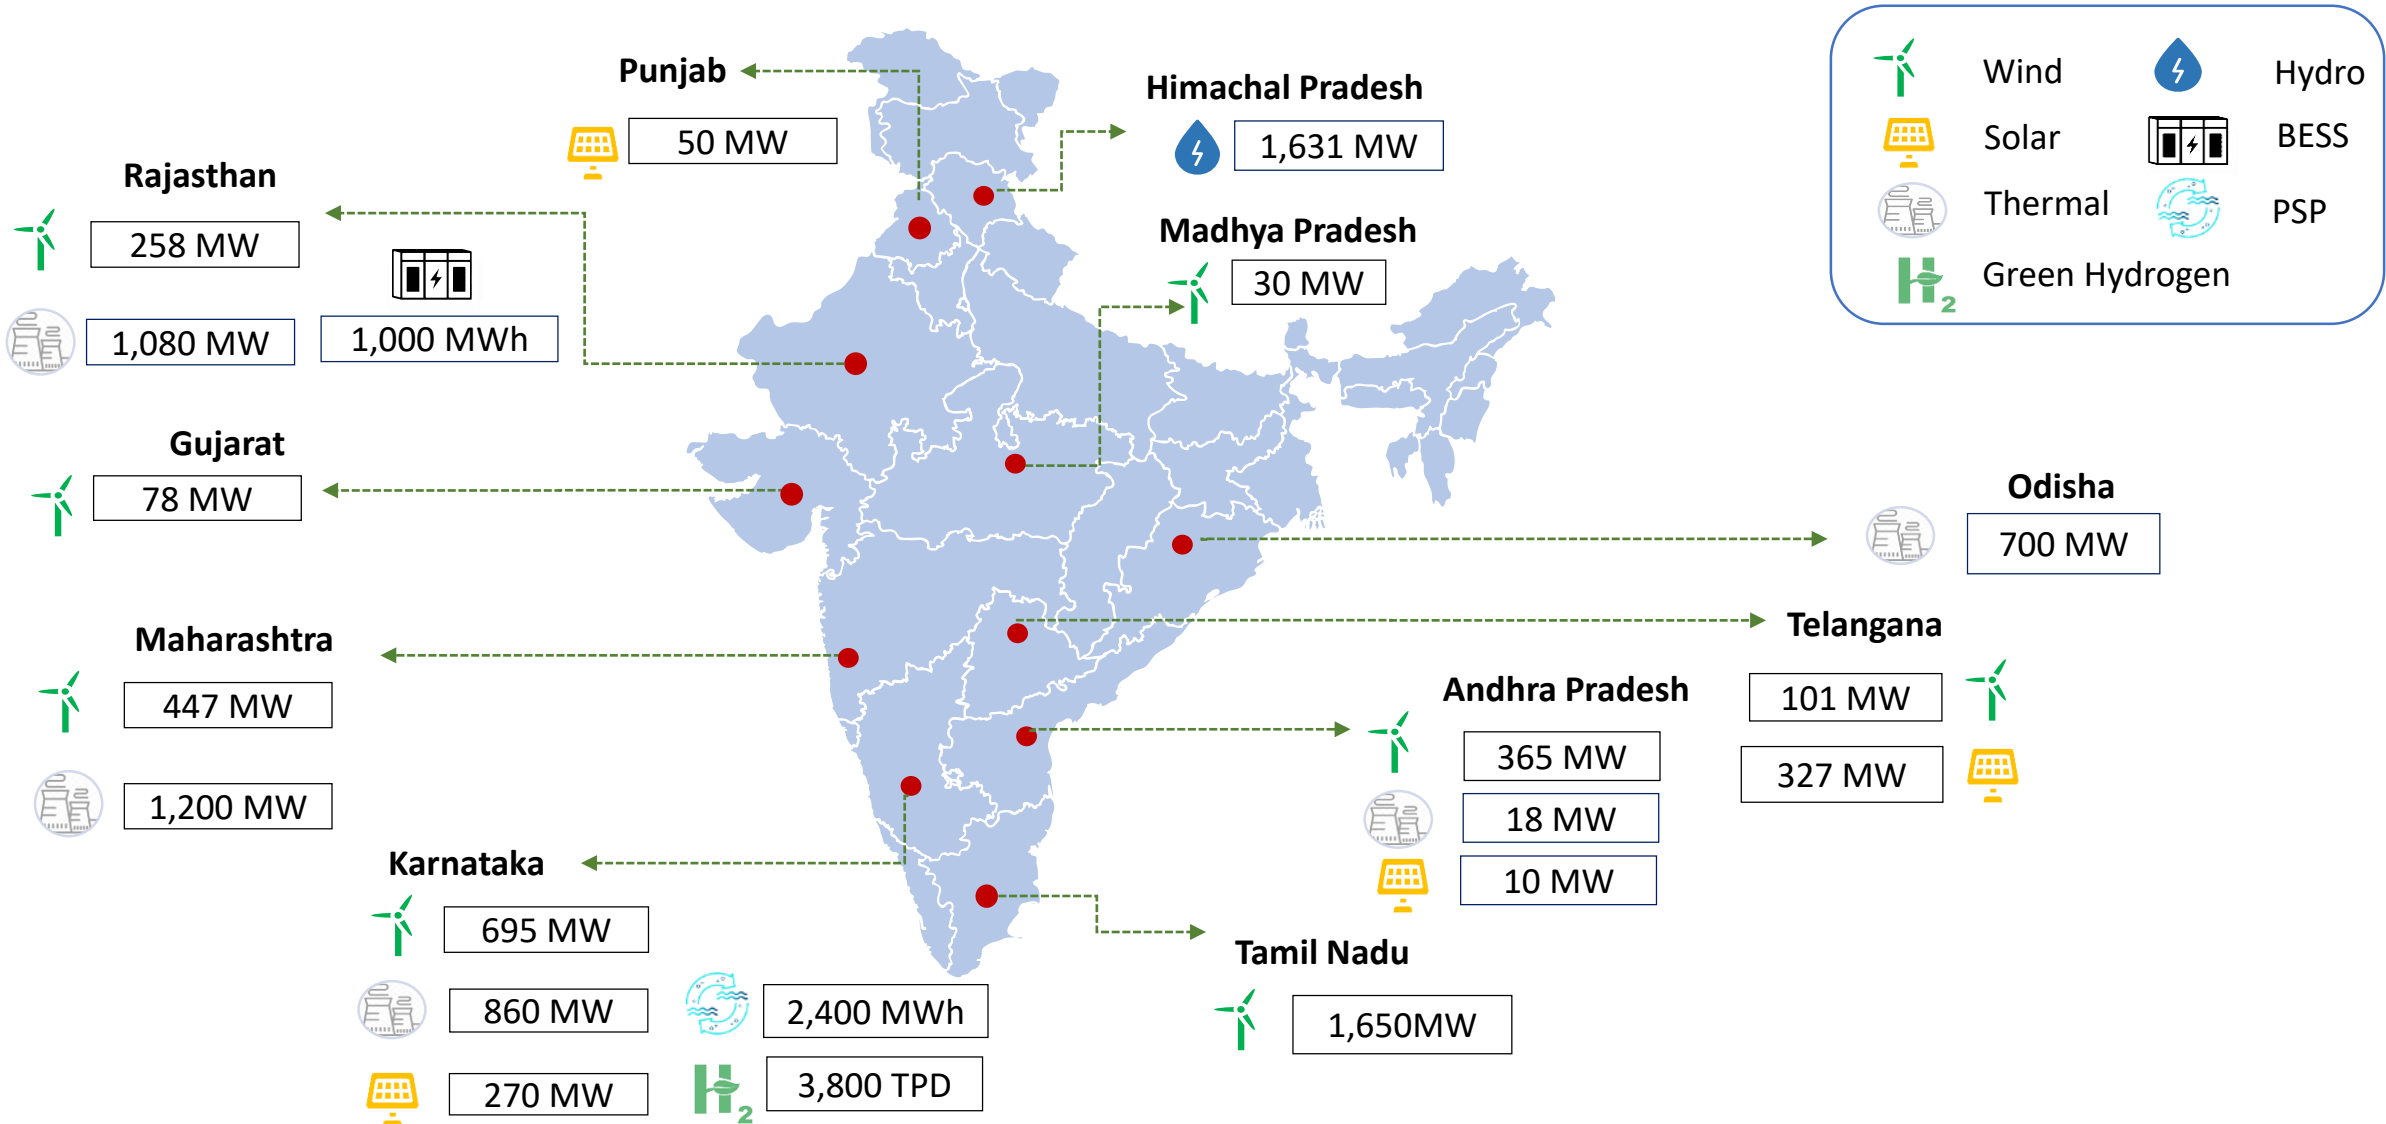 Punjab
50 MW
Himachal Pradesh
1,631 MW
Wind
Hydro
Solar
BESS
Thermal
PSP
Green Hydrogen
H2
Rajasthan
258 MW
1,080 MW
1,000 MWh
Madhya Pradesh
30 MW
Gujarat
78 MW
Odisha
700 MW
Maharashtra
447 MW
1,200 MW
Telangana
101 MW
327 MW
Andhra Pradesh
365 MW
18 MW
10 MW
Karnataka
695 MW
860 MW
2,400 MWh
270 MW
H2
3,800 TPD
Tamil Nadu
1,650MW